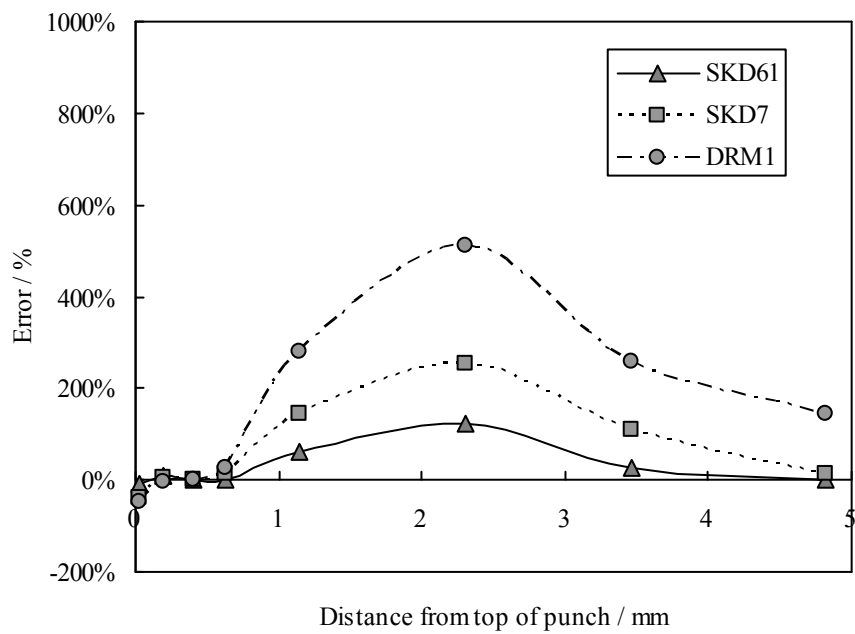 1000%
800%
600%
400%
200%
0%
-200%
Error / %
SKD61
SKD7
DRM1
0 1 2 3 4 5
Distance from top of punch / mm